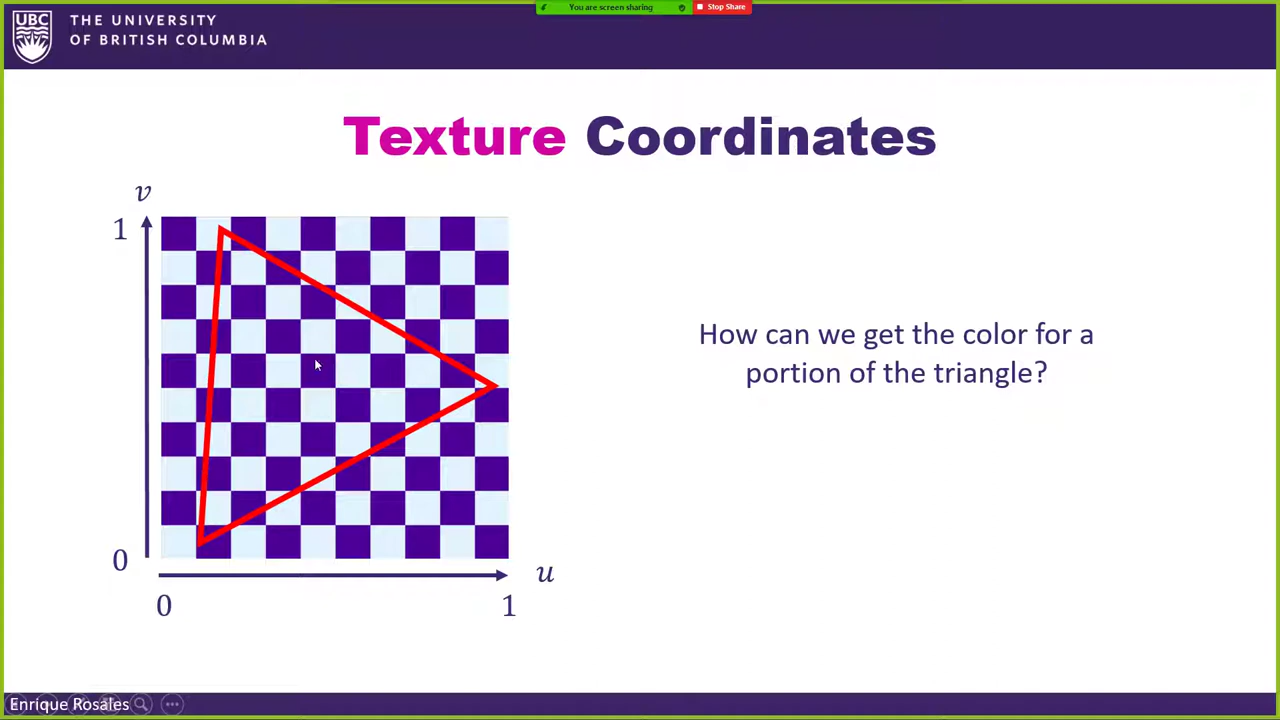 You are screen sharing
Stop Share
UBC
THE UNIVERSITY
OF BRITISH COLUMBIA
Texture Coordinates
v
1
0
u
0
1
How can we get the color for a
portion of the triangle?
Enrique Rosales